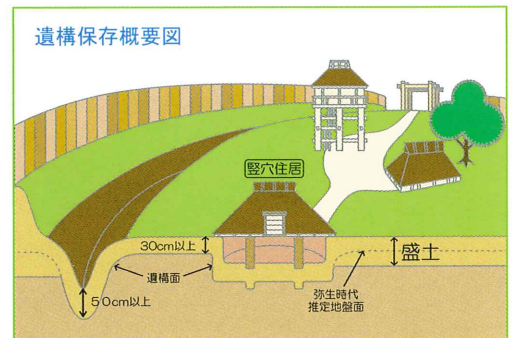 遺構保存概要図
竪穴住居
30cm以上
盛土
遺構面
50cm以上
弥生時代
推定地盤面